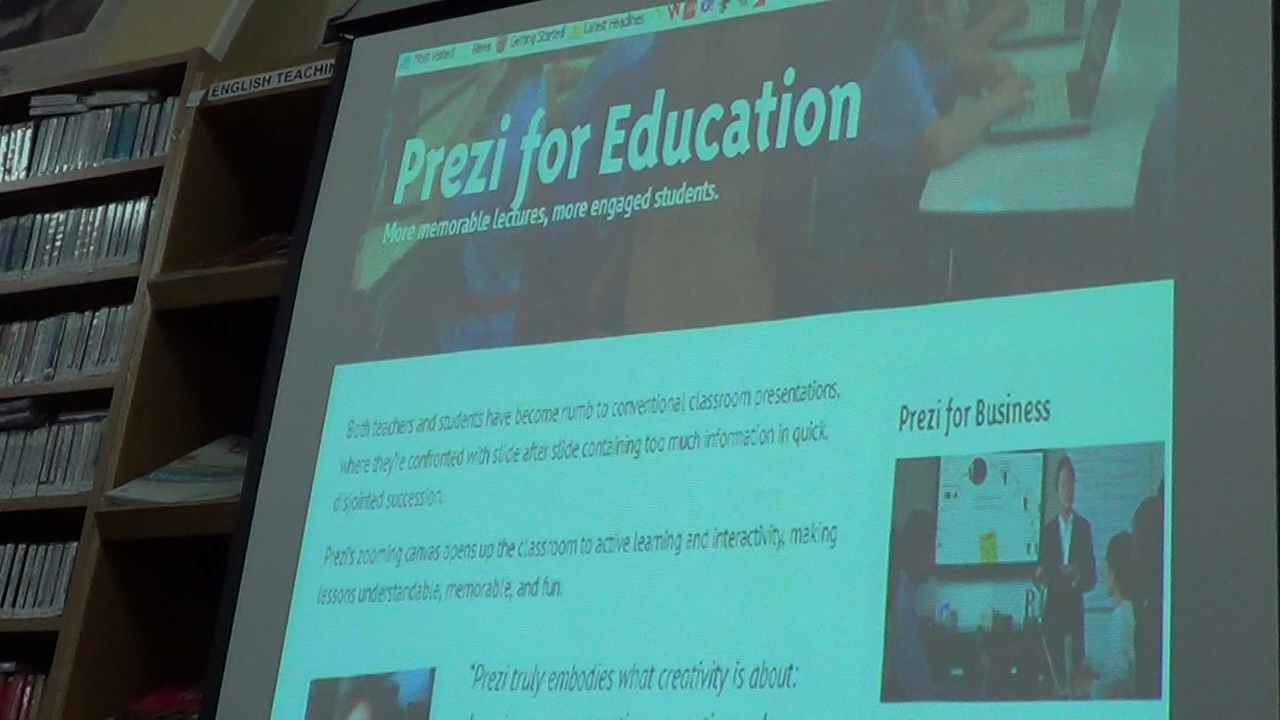 Most Visited News Getting Started Latest Headlines W
ENGLISH TEACHIN
Prezi for Education
More memorable lectures, more engaged students.
Both teachers and students have become numb to conventional classroom presentations,
where they're confronted with slide after slide containing too much information in quick,
disjointed succession.
Prezi's zooming canvas opens up the classroom to active learning and interactivity, making
lessons understandable, memorable, and fun.
Prezi for Business
"Prezi truly embodies what creativity is about: